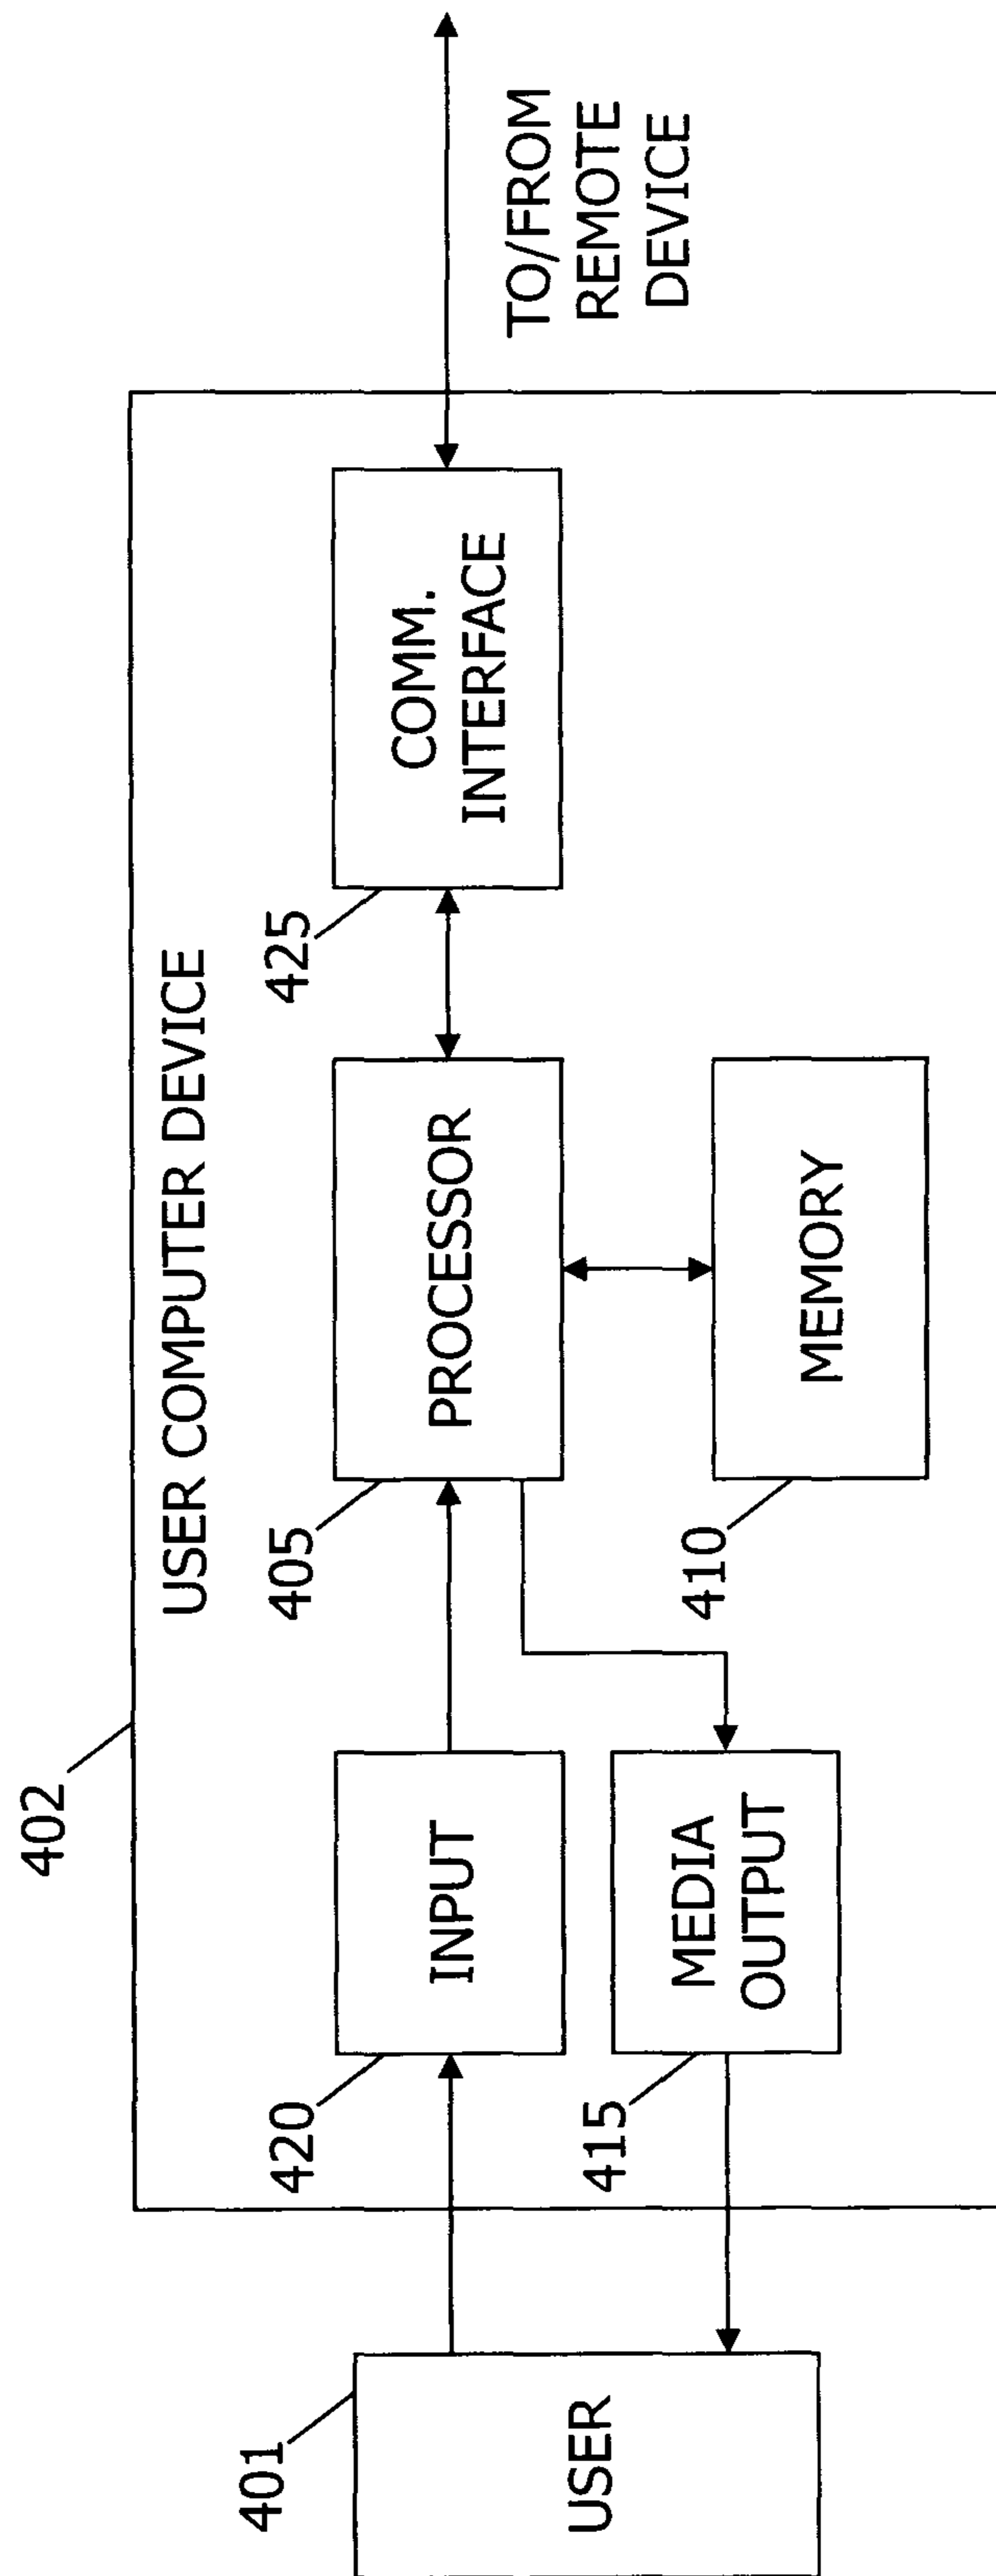 402
USER COMPUTER DEVICE
401
USER
420
INPUT
405
PROCESSOR
425
COMM.
INTERFACE
TO/FROM
REMOTE
DEVICE
415
MEDIA
OUTPUT
410
MEMORY